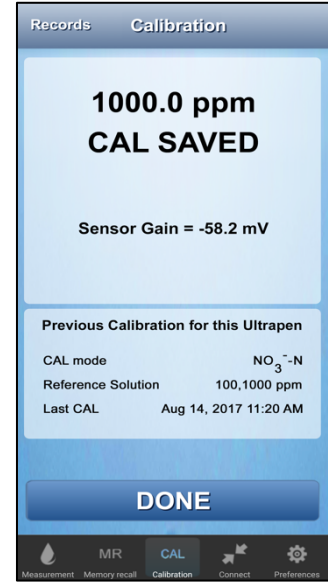 Records Calibration
1000.0 ppm
CAL SAVED
Sensor Gain = -58.2 mV
Previous Calibration for this Ultrapen
CAL mode NO₃⁻-N
Reference Solution 100,1000 ppm
Last CAL Aug 14, 2017 11:20 AM
DONE
MR CAL
Measurement Memory recall Calibration Connect Preferences